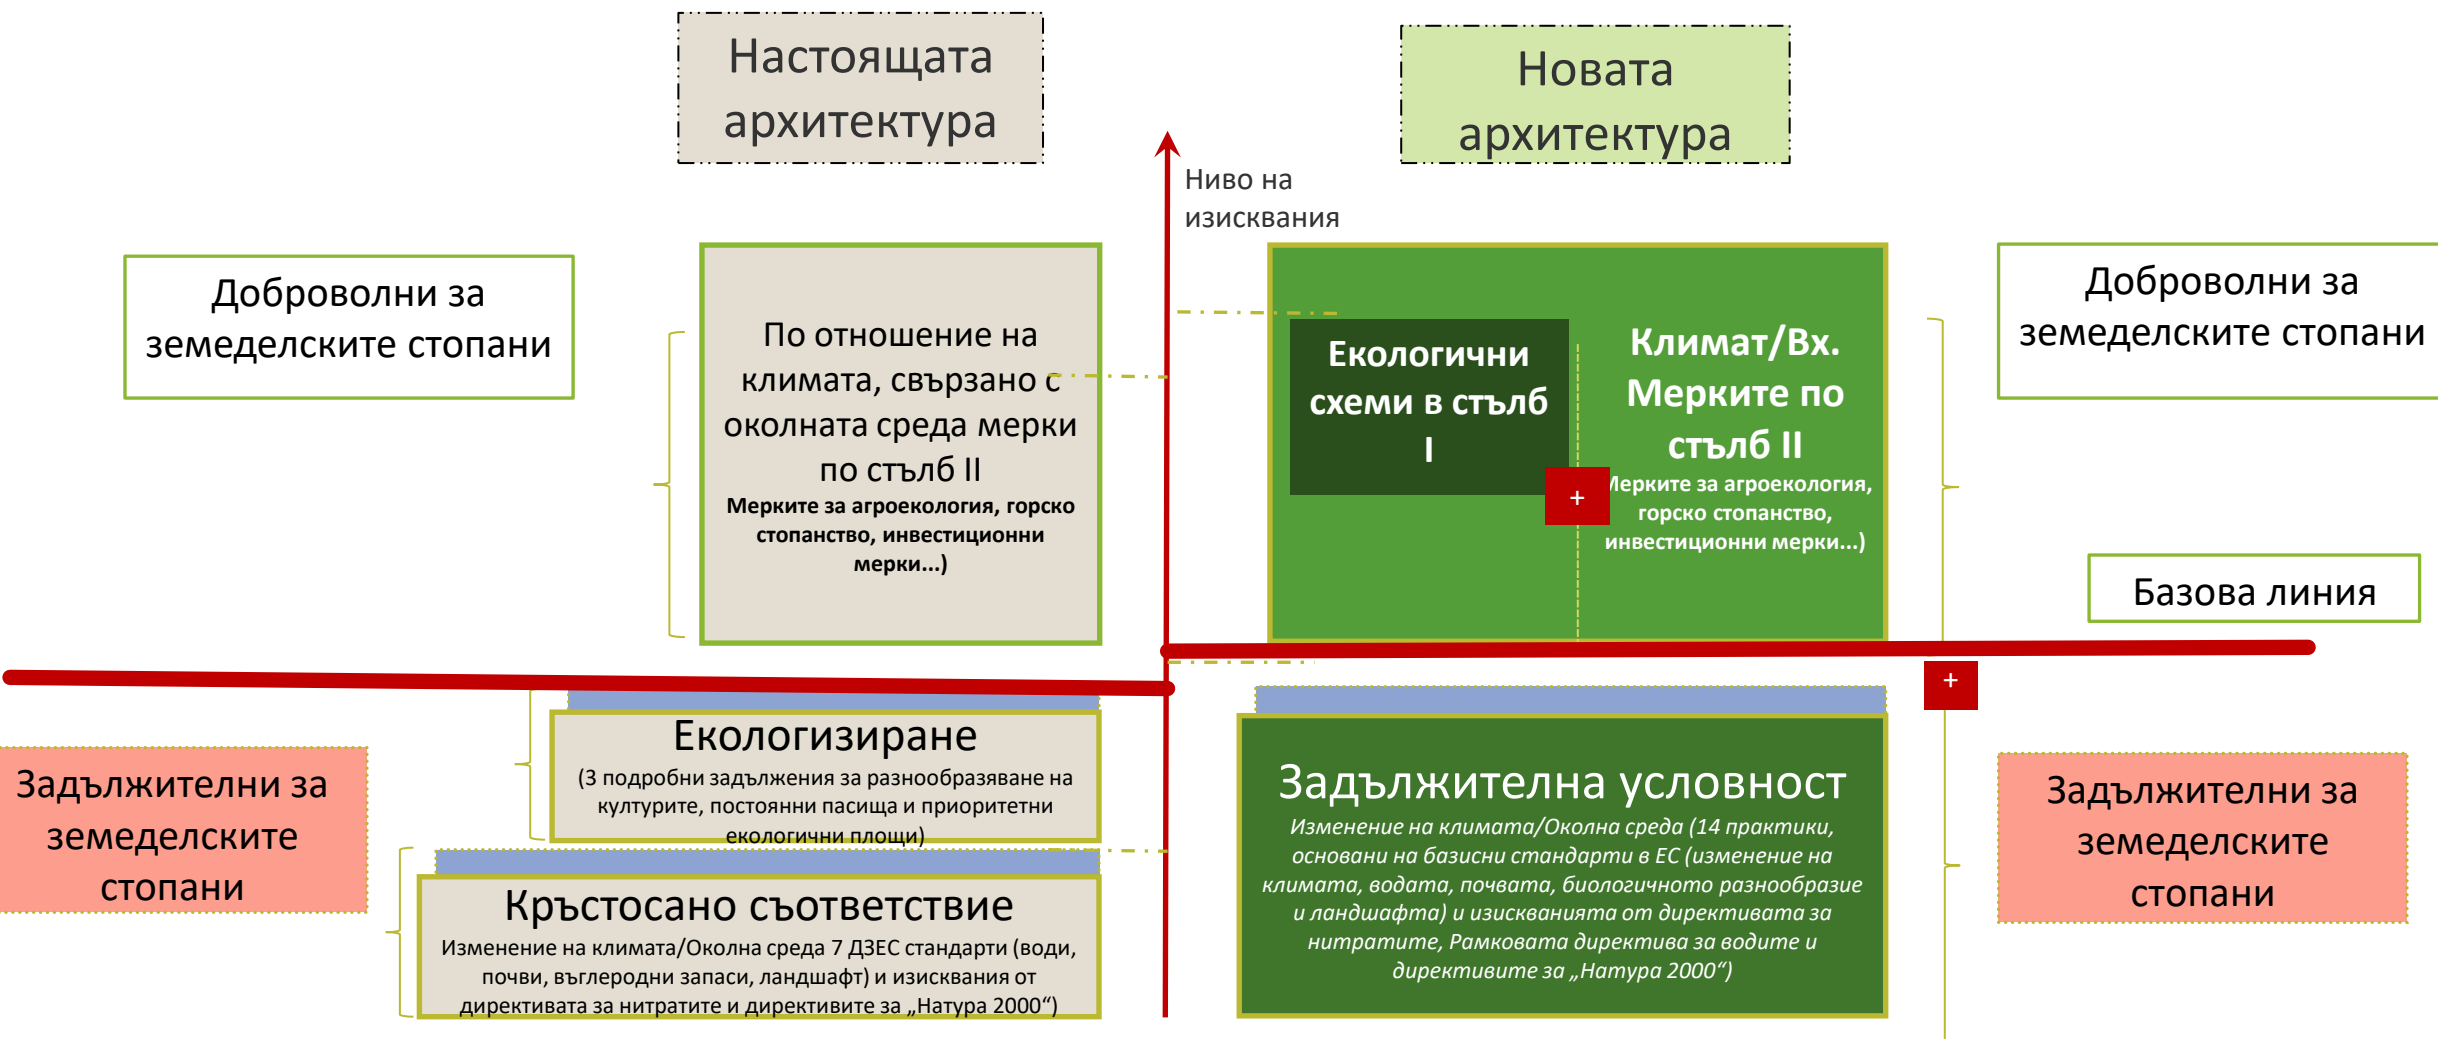 Настоящата
архитектура
Новата
архитектура
Ниво на
изисквания
Доброволни за
земеделските стопани
По отношение на
климата, свързано с
околната среда мерки
по стълб II
Мерките за агроекология, горско
стопанство, инвестиционни
мерки...)
Екологични
схеми в стълб
I
+
Климат/Вх.
Мерките по
стълб II
Мерките за агроекология,
горско стопанство,
инвестиционни мерки...)
Доброволни за
земеделските стопани
Базова линия
+
Задължителни за
земеделските
стопани
Екологизиране
(3 подробни задължения за разнообразяване на
културите, постоянни пасища и приоритетни
екологични площи)
Кръстосано съответствие
Изменение на климата/Околна среда 7 ДЗЕС стандарти (води,
почви, въглеродни запаси, ландшафт) и изисквания от
директивата за нитратите и директивите за „Натура 2000“)
Задължителна условност
Изменение на климата/Околна среда (14 практики,
основани на базисни стандарти в ЕС (изменение на
климата, водата, почвата, биологичното разнообразие
и ландшафта) и изискванията от директивата за
нитратите, Рамковата директива за водите и
директивите за „Натура 2000“)
Задължителни за
земеделските
стопани